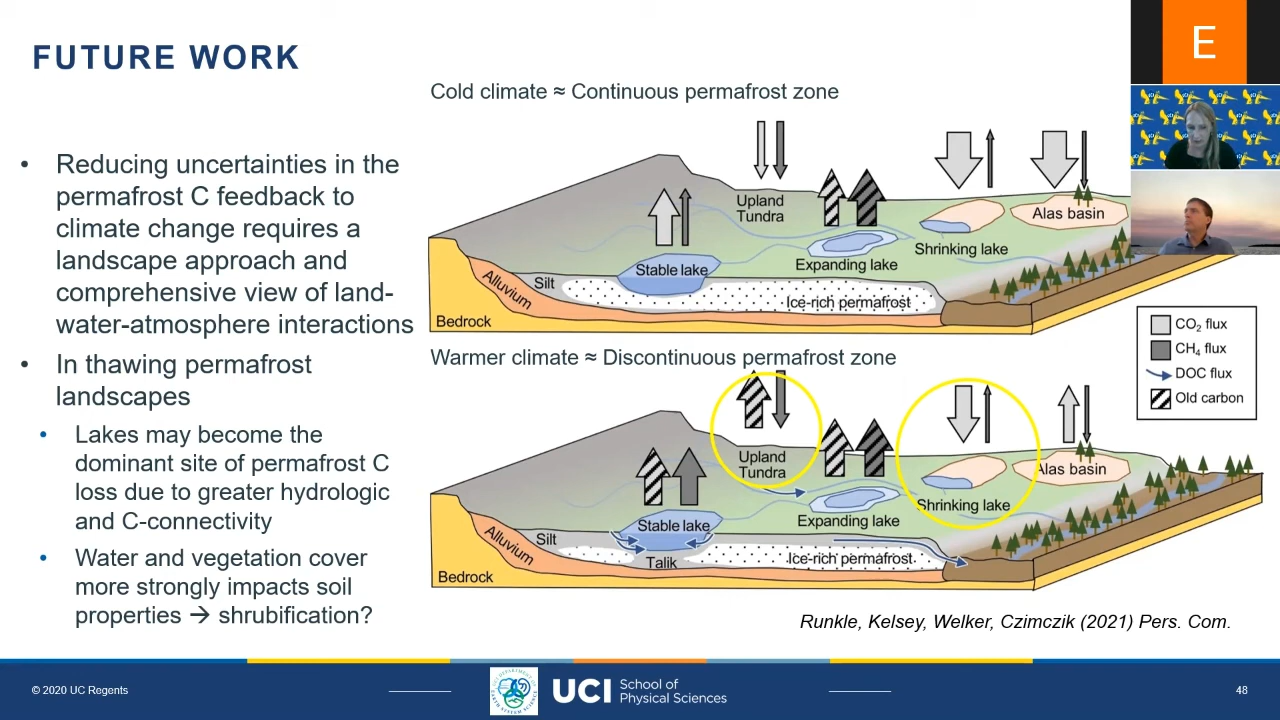 FUTURE WORK
E
Cold climate ≈ Continuous permafrost zone
• Reducing uncertainties in the
permafrost C feedback to
climate change requires a
landscape approach and
comprehensive view of land-
water-atmosphere interactions
• In thawing permafrost
landscapes
• Lakes may become the
dominant site of permafrost C
loss due to greater hydrologic
and C-connectivity
• Water and vegetation cover
more strongly impacts soil
properties → shrubification?
Upland
Tundra
Alas basin
Shrinking lake
Expanding lake
Stable lake
Silt
Alluvium
Ice-rich permafrost
Bedrock
CO₂ flux
CH₄ flux
DOC flux
Old carbon
Warmer climate ≈ Discontinuous permafrost zone
Upland
Tundra
Alas basin
Shrinking lake
Expanding lake
Stable lake
Silt
Alluvium
Talik
Ice-rich permafrost
Bedrock
Runkle, Kelsey, Welker, Czimczik (2021) Pers. Com.
© 2020 UC Regents
UCI School of
Physical Sciences
48